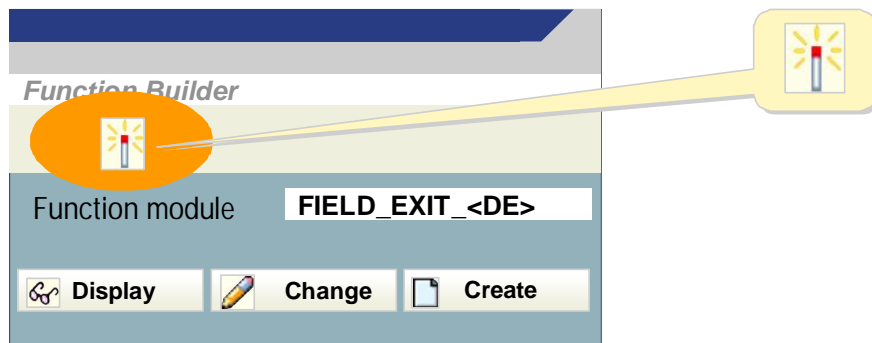 Function Builder
Function module FIELD_EXIT_<DE>
Display Change Create